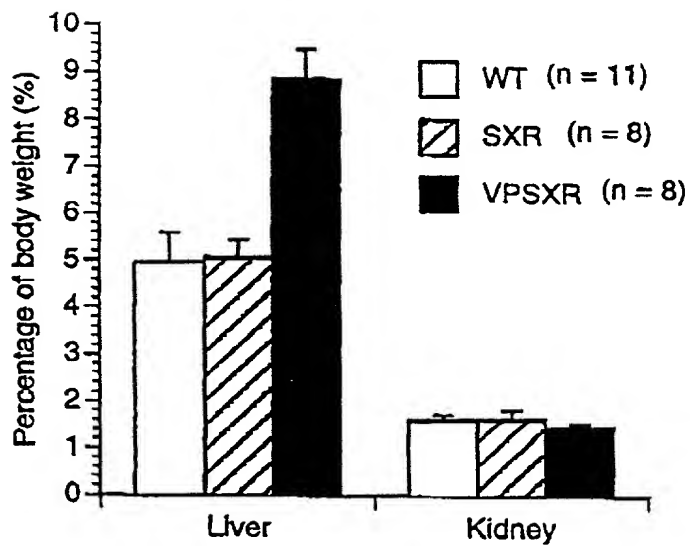 Percentage of body weight (%)
10
9
8
7
6
5
4
3
2
1
0
WT (n = 11)
SXR (n = 8)
VPSXR (n = 8)
Liver
Kidney